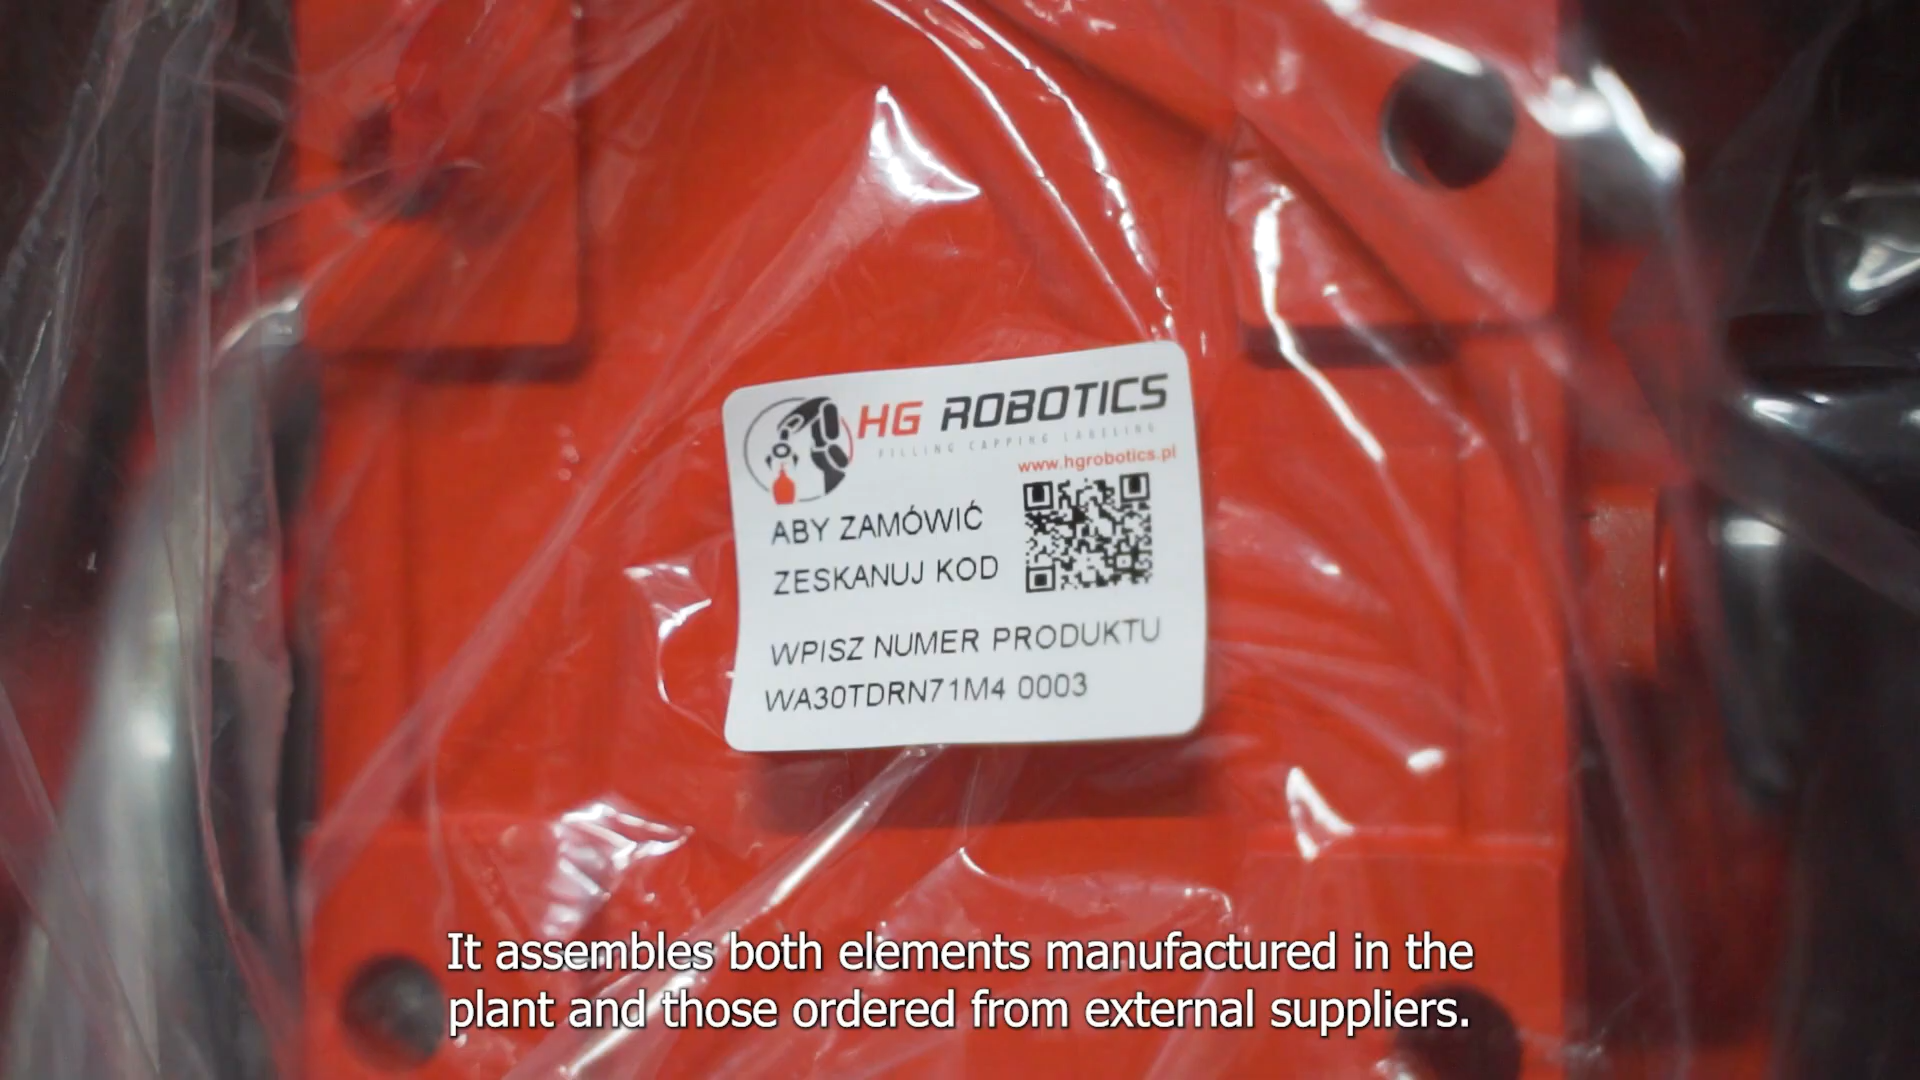 HG ROBOTICS
FILLING CAPPING LABELING
www.hgrobotics.pl
ABY ZAMÓWIĆ
ZESKANUJ KOD
WPISZ NUMER PRODUKTU
WA30TDRN71M4 0003
It assembles both elements manufactured in the
plant and those ordered from external suppliers.